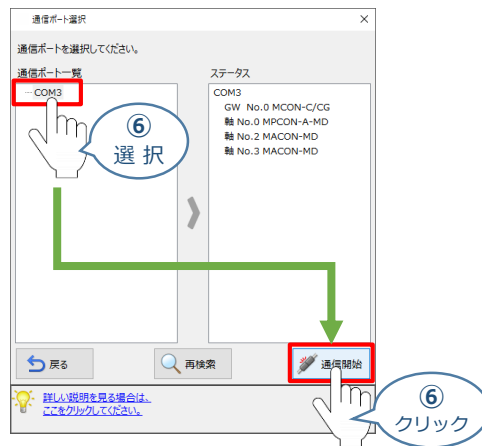 通信ポート選択
×
通信ポートを選択してください。
通信ポート一覧
COM3
⑥
選 択
ステータス
COM3
GW No.0 MCON-C/CG
軸 No.0 MPCON-A-MD
軸 No.2 MACON-MD
軸 No.3 MACON-MD
戻る
再検索
通信開始
詳しい説明を見る場合は、
ここをクリックしてください。
⑥
クリック